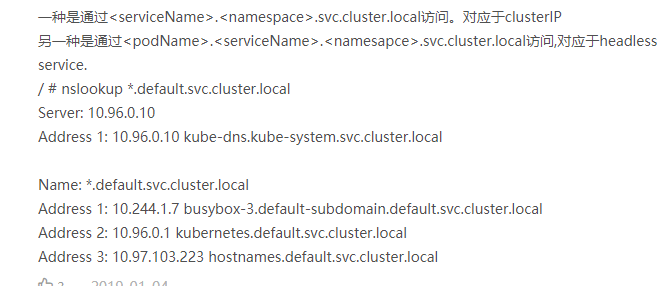 一种是通过<serviceName>.<namespace>.svc.cluster.local访问。对应于clusterIP
另一种是通过<podName>.<serviceName>.<namesapce>.svc.cluster.local访问,对应于headless
service.
/ # nslookup *.default.svc.cluster.local
Server: 10.96.0.10
Address 1: 10.96.0.10 kube-dns.kube-system.svc.cluster.local
Name: *.default.svc.cluster.local
Address 1: 10.244.1.7 busybox-3.default-subdomain.default.svc.cluster.local
Address 2: 10.96.0.1 kubernetes.default.svc.cluster.local
Address 3: 10.97.103.223 hostnames.default.svc.cluster.local